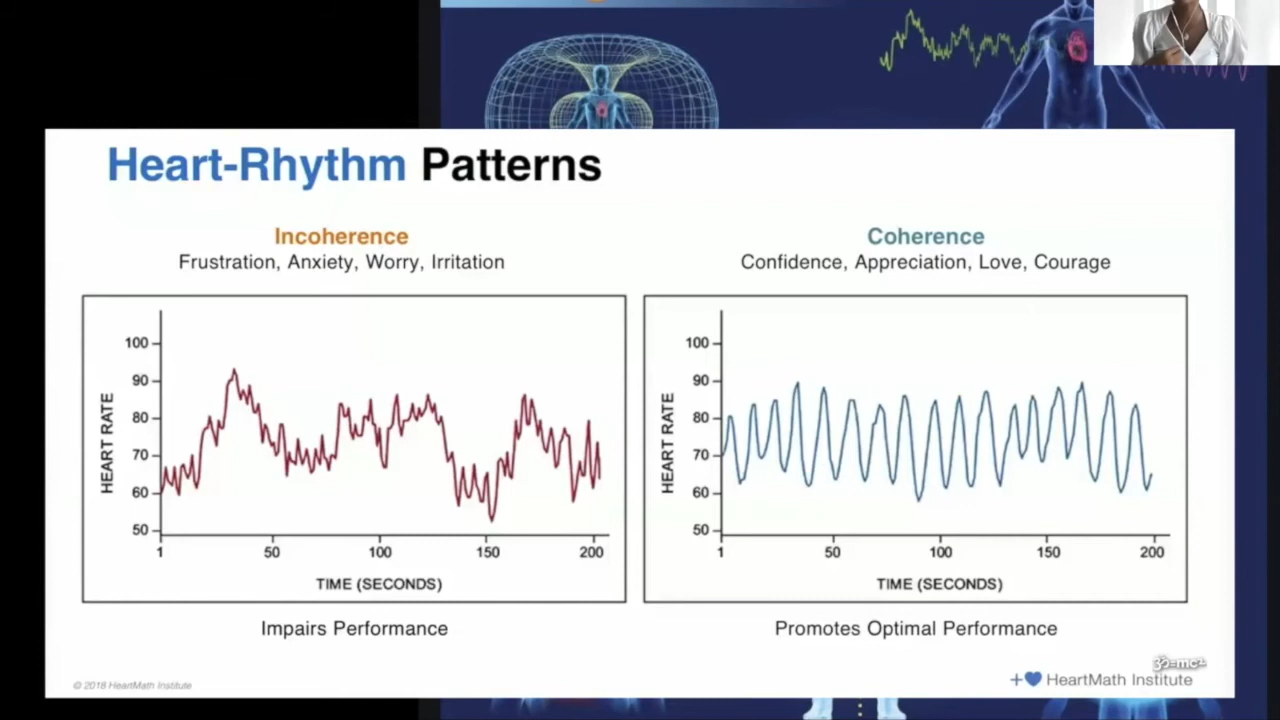 Heart-Rhythm Patterns
Incoherence
Frustration, Anxiety, Worry, Irritation
HEART RATE
100
90
80
70
60
50
1 50 100 150 200
TIME (SECONDS)
Impairs Performance
Coherence
Confidence, Appreciation, Love, Courage
HEART RATE
100
90
80
70
60
50
1 50 100 150 200
TIME (SECONDS)
Promotes Optimal Performance
ॐ=mc²
© 2018 HeartMath Institute
+ HeartMath Institute